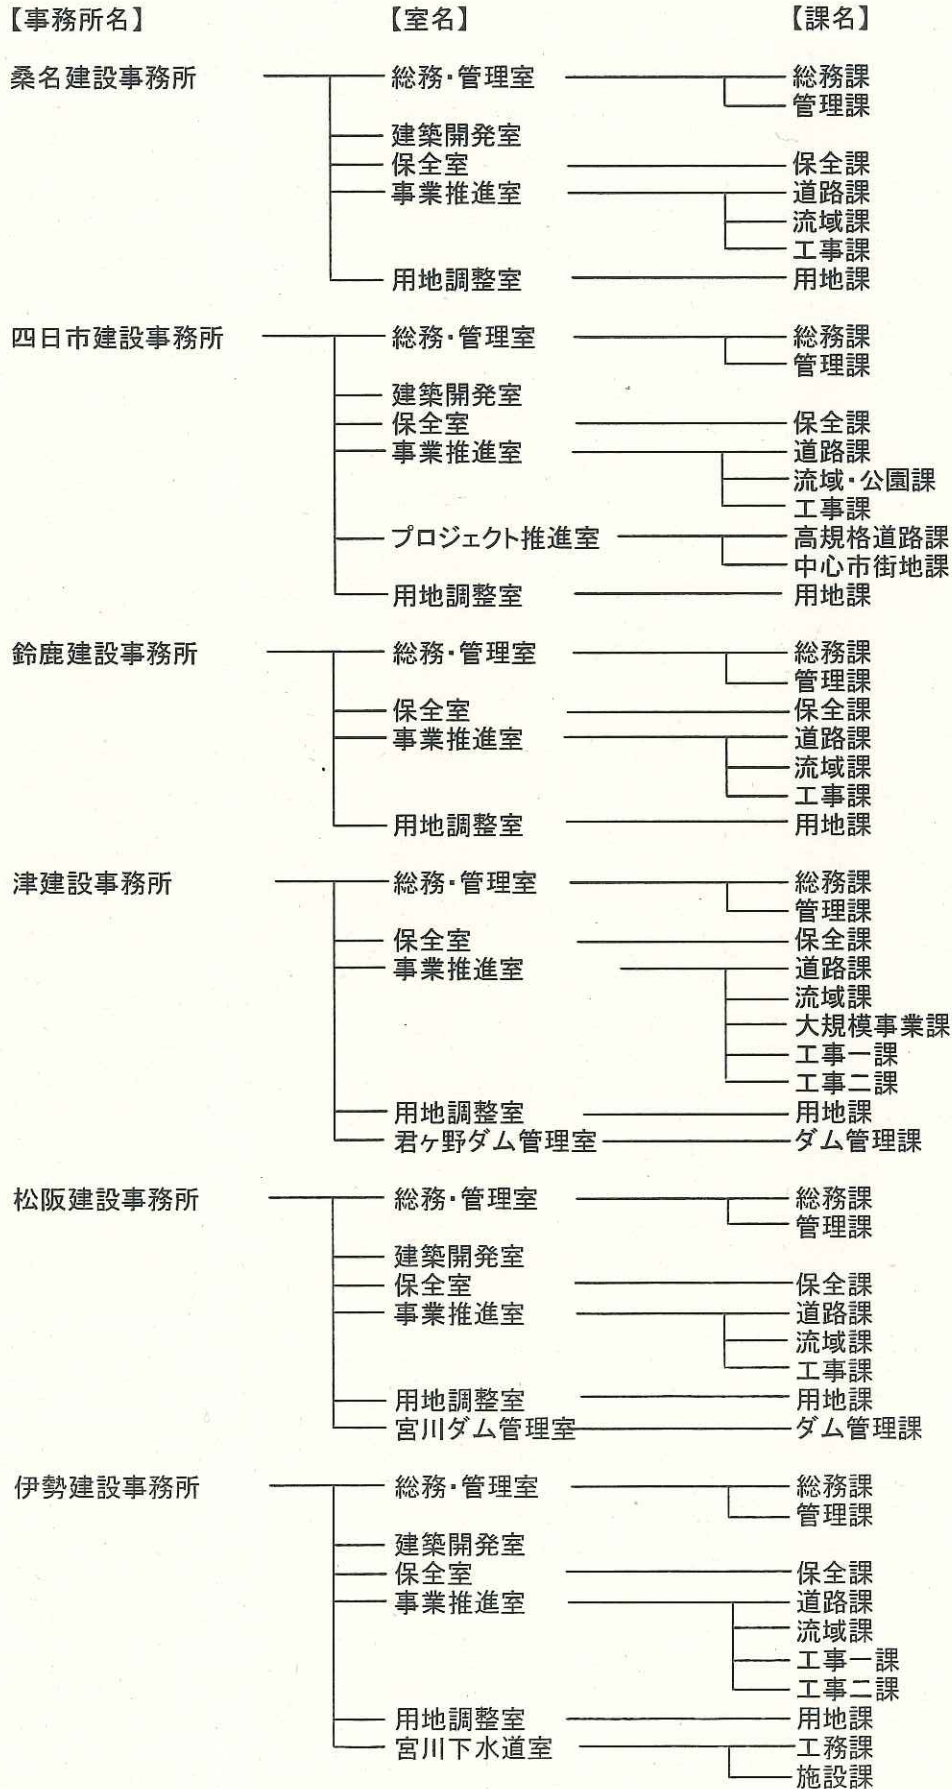 【事務所名】 【室名】 【課名】
桑名建設事務所 総務・管理室 総務課
管理課
建築開発室
保全室 保全課
事業推進室 道路課
流域課
工事課
用地調整室 用地課
四日市建設事務所 総務・管理室 総務課
管理課
建築開発室
保全室 保全課
事業推進室 道路課
流域・公園課
工事課
プロジェクト推進室 高規格道路課
中心市街地課
用地調整室 用地課
鈴鹿建設事務所 総務・管理室 総務課
管理課
保全室 保全課
事業推進室 道路課
流域課
工事課
用地調整室 用地課
津建設事務所 総務・管理室 総務課
管理課
保全室 保全課
事業推進室 道路課
流域課
大規模事業課
工事一課
工事二課
用地調整室 用地課
君ヶ野ダム管理室 ダム管理課
松阪建設事務所 総務・管理室 総務課
管理課
建築開発室
保全室 保全課
事業推進室 道路課
流域課
工事課
用地調整室 用地課
宮川ダム管理室 ダム管理課
伊勢建設事務所 総務・管理室 総務課
管理課
建築開発室
保全室 保全課
事業推進室 道路課
流域課
工事一課
工事二課
用地調整室 用地課
宮川下水道室 工務課
施設課